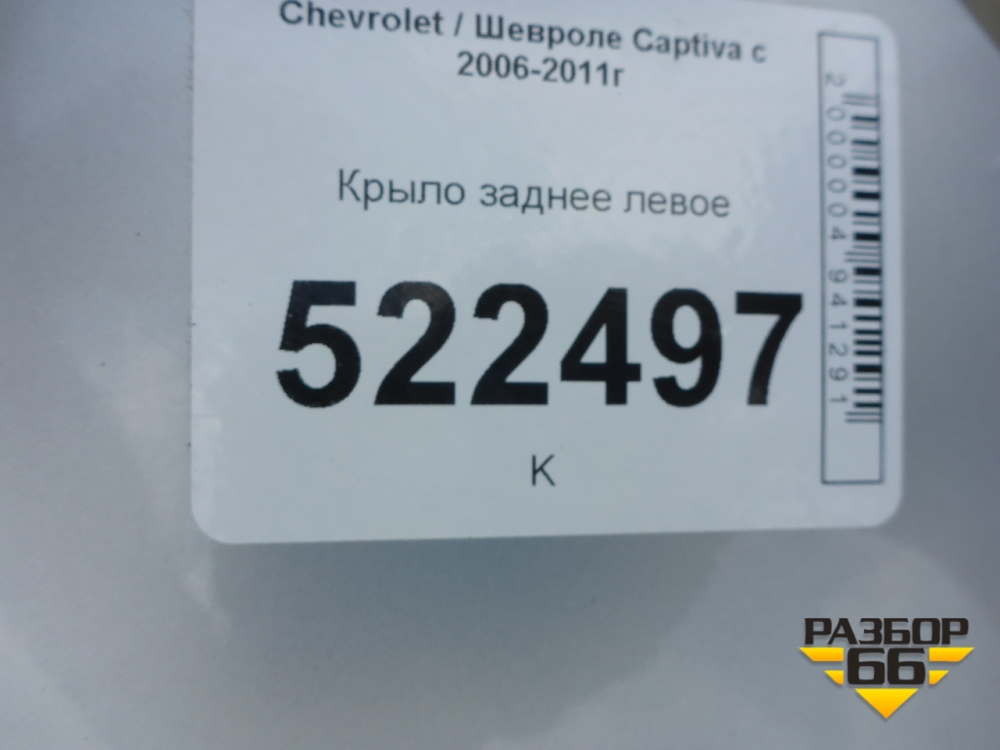 Chevrolet / Шевроле Captiva с
2006-2011г
Крыло заднее левое
522497
К
2000004941291
РАЗБОР
66